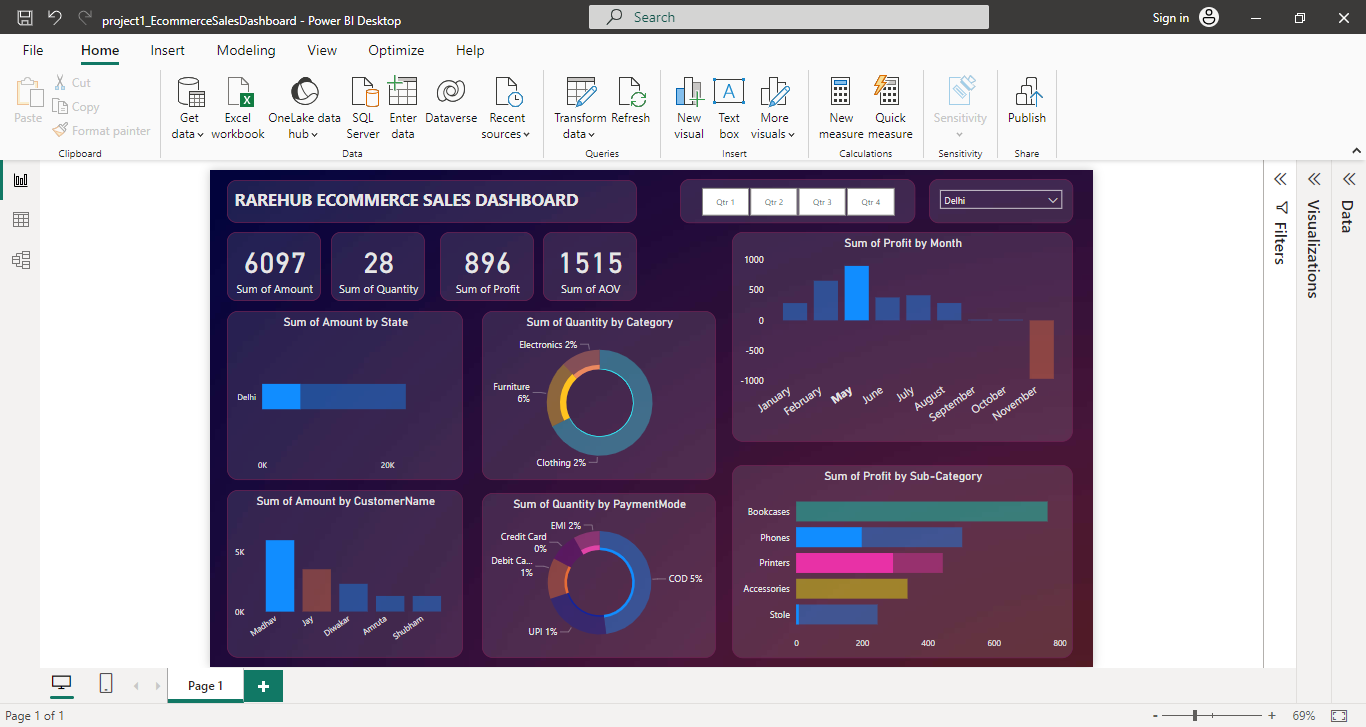 project1_EcommerceSalesDashboard - Power BI Desktop
Search
Sign in
File Home Insert Modeling View Optimize Help
Paste
Cut
Copy
Format painter
Clipboard
Get data
Excel workbook
OneLake data hub
SQL Server
Enter data
Dataverse
Recent sources
Data
Transform data
Refresh
Queries
New visual
Text box
More visuals
Insert
New measure
Quick measure
Calculations
Sensitivity
Sensitivity
Publish
Share
RAREHUB ECOMMERCE SALES DASHBOARD
Qtr 1 Qtr 2 Qtr 3 Qtr 4
Delhi
6097
Sum of Amount
28
Sum of Quantity
896
Sum of Profit
1515
Sum of AOV
Sum of Amount by State
Delhi
0K 20K
Sum of Quantity by Category
Electronics 2%
Furniture
6%
Clothing 2%
Sum of Profit by Month
1000
500
0
-500
-1000
January February May June July August September October November
Sum of Amount by CustomerName
5K
0K
Madhav Jay Diwakar Amruta Shubham
Sum of Quantity by PaymentMode
EMI 2%
Credit Card
0%
Debit Ca...
1%
COD 5%
UPI 1%
Sum of Profit by Sub-Category
Bookcases
Phones
Printers
Accessories
Stole
0 200 400 600 800
Filters
Visualizations
Data
Page 1
+
Page 1 of 1
- + 69%